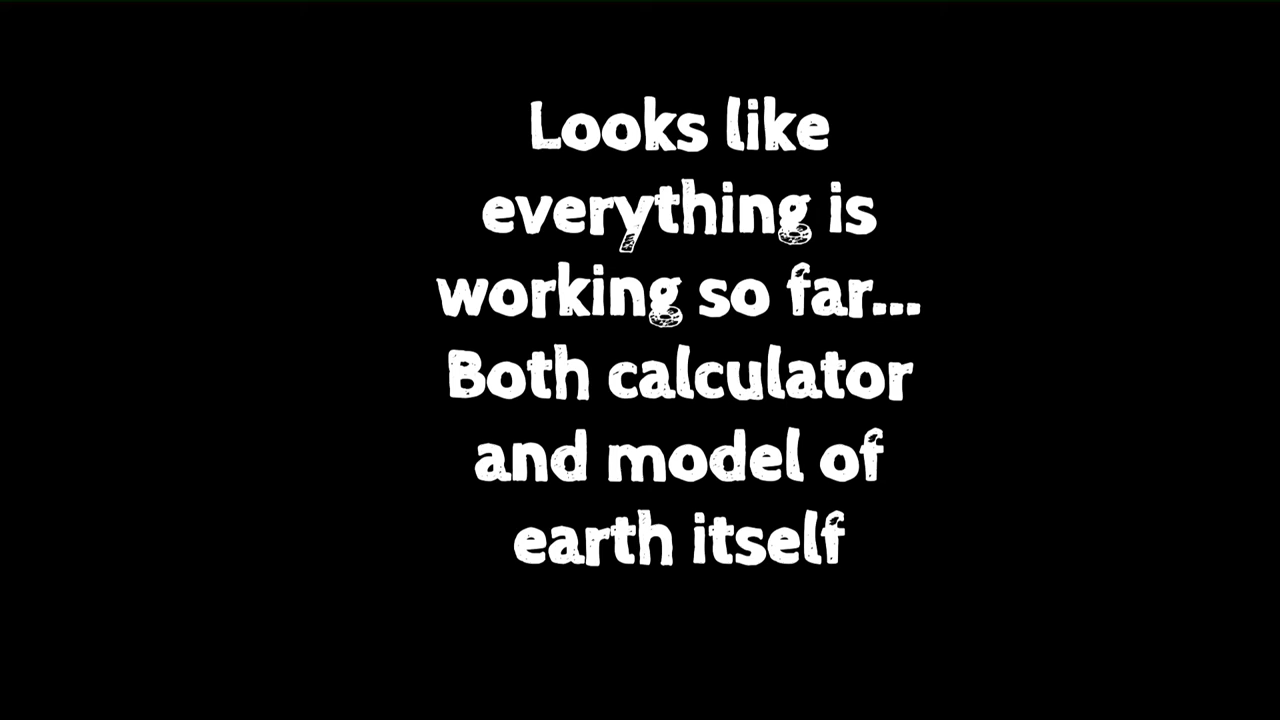 Looks like
everything is
working so far...
Both calculator
and model of
earth itself